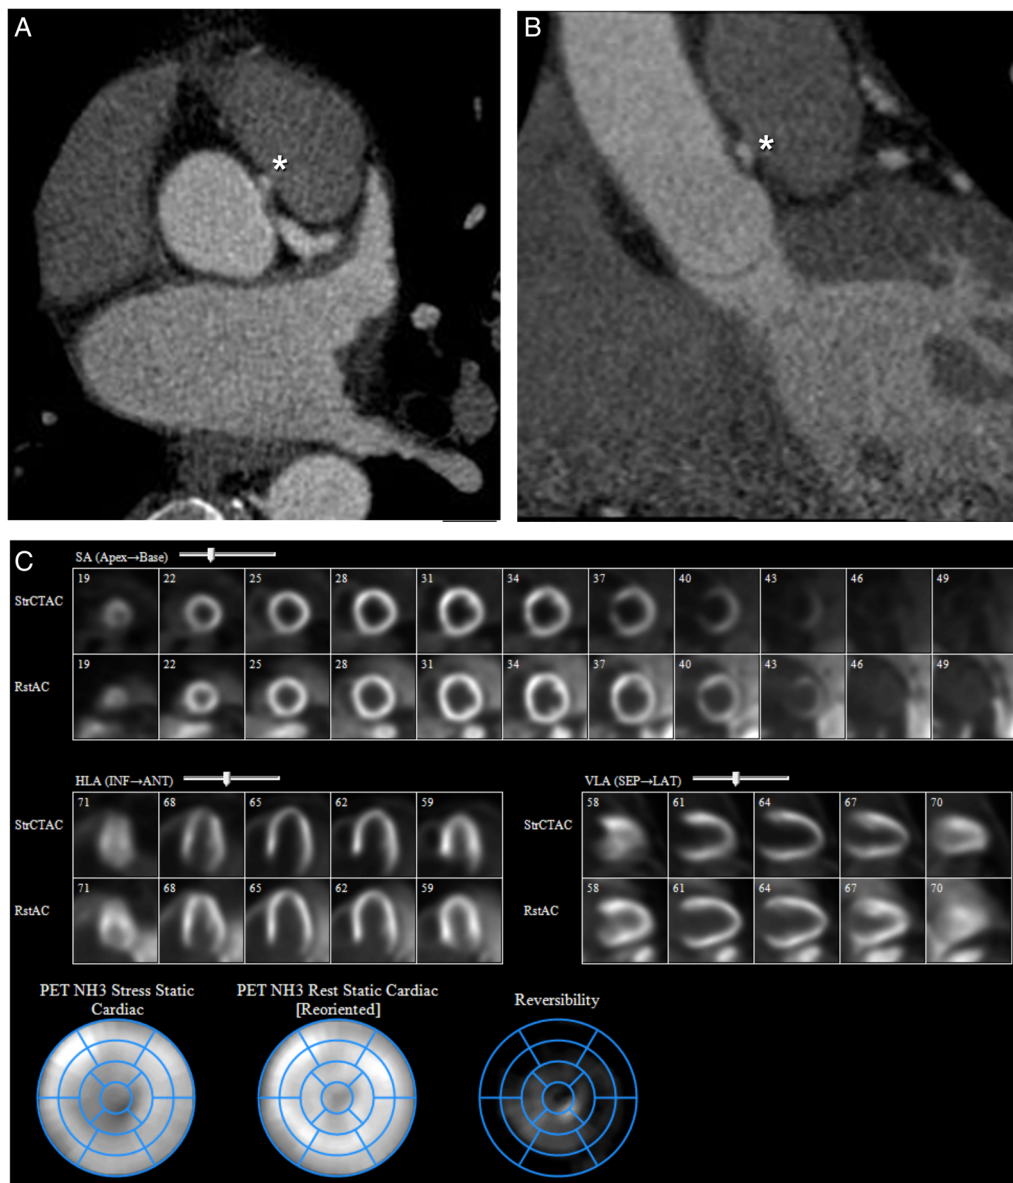 A
B
*
*
C
SA (Apex→Base)
19 22 25 28 31 34 37 40 43 46 49
StrCTAC
19 22 25 28 31 34 37 40 43 46 49
RstAC
HLA (INF→ANT)
71 68 65 62 59
StrCTAC
71 68 65 62 59
RstAC
VLA (SEP→LAT)
58 61 64 67 70
StrCTAC
58 61 64 67 70
RstAC
PET NH3 Stress Static
Cardiac
PET NH3 Rest Static Cardiac
[Reoriented]
Reversibility